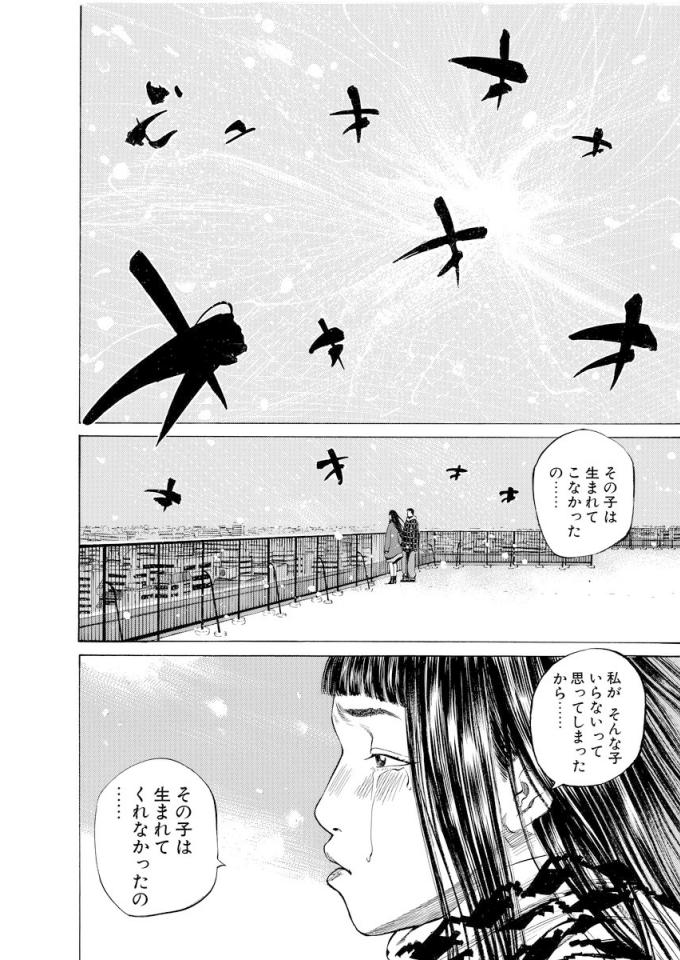 その子は
生まれて
こなかった
の……
私が そんな子
いらないって
思ってしまった
から……
その子は
生まれて
くれなかったの
……